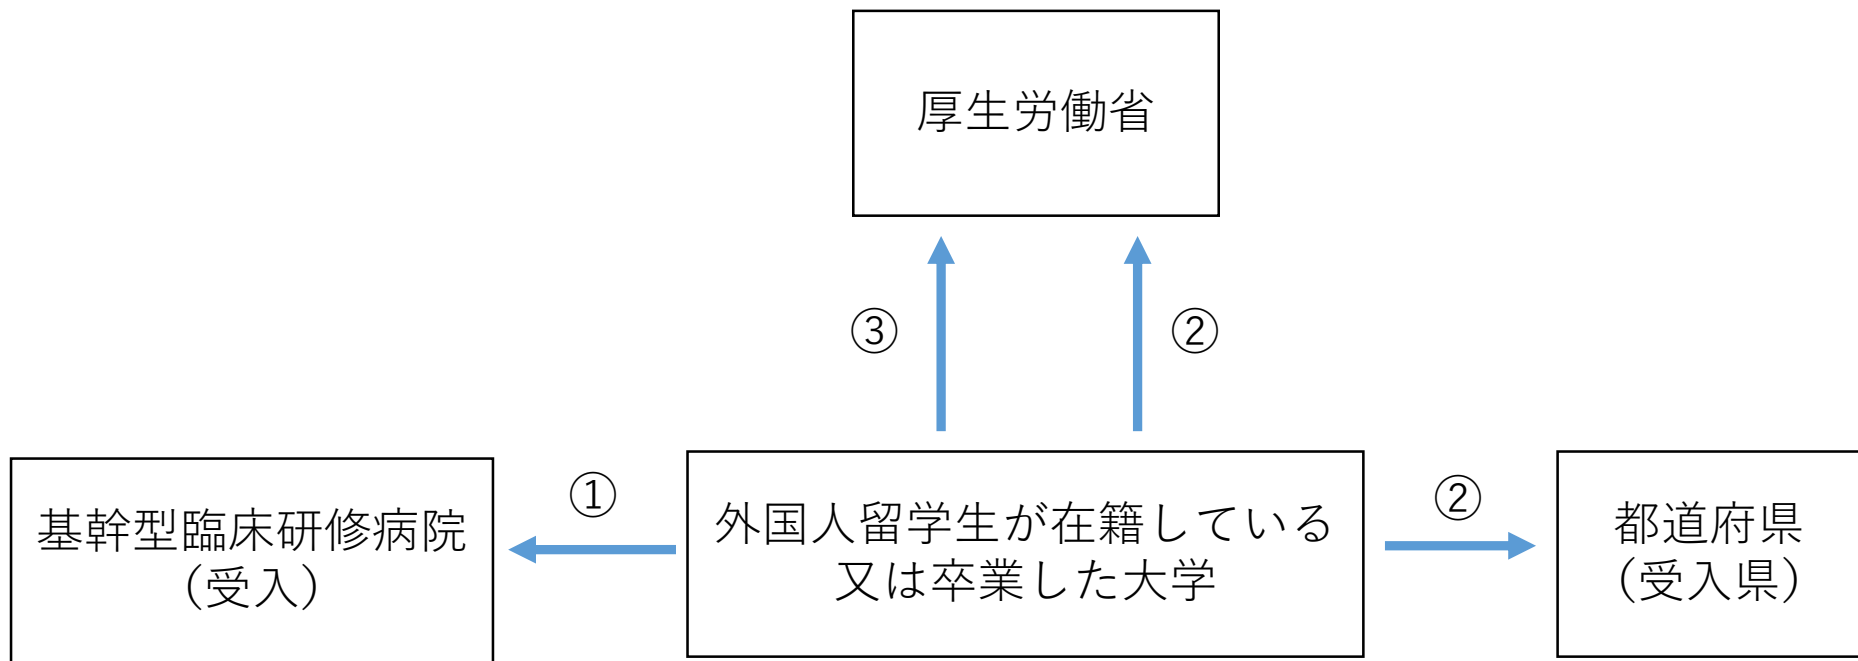 厚生労働省
③
②
基幹型臨床研修病院
（受入）
①
外国人留学生が在籍している
又は卒業した大学
②
都道府県
（受入県）